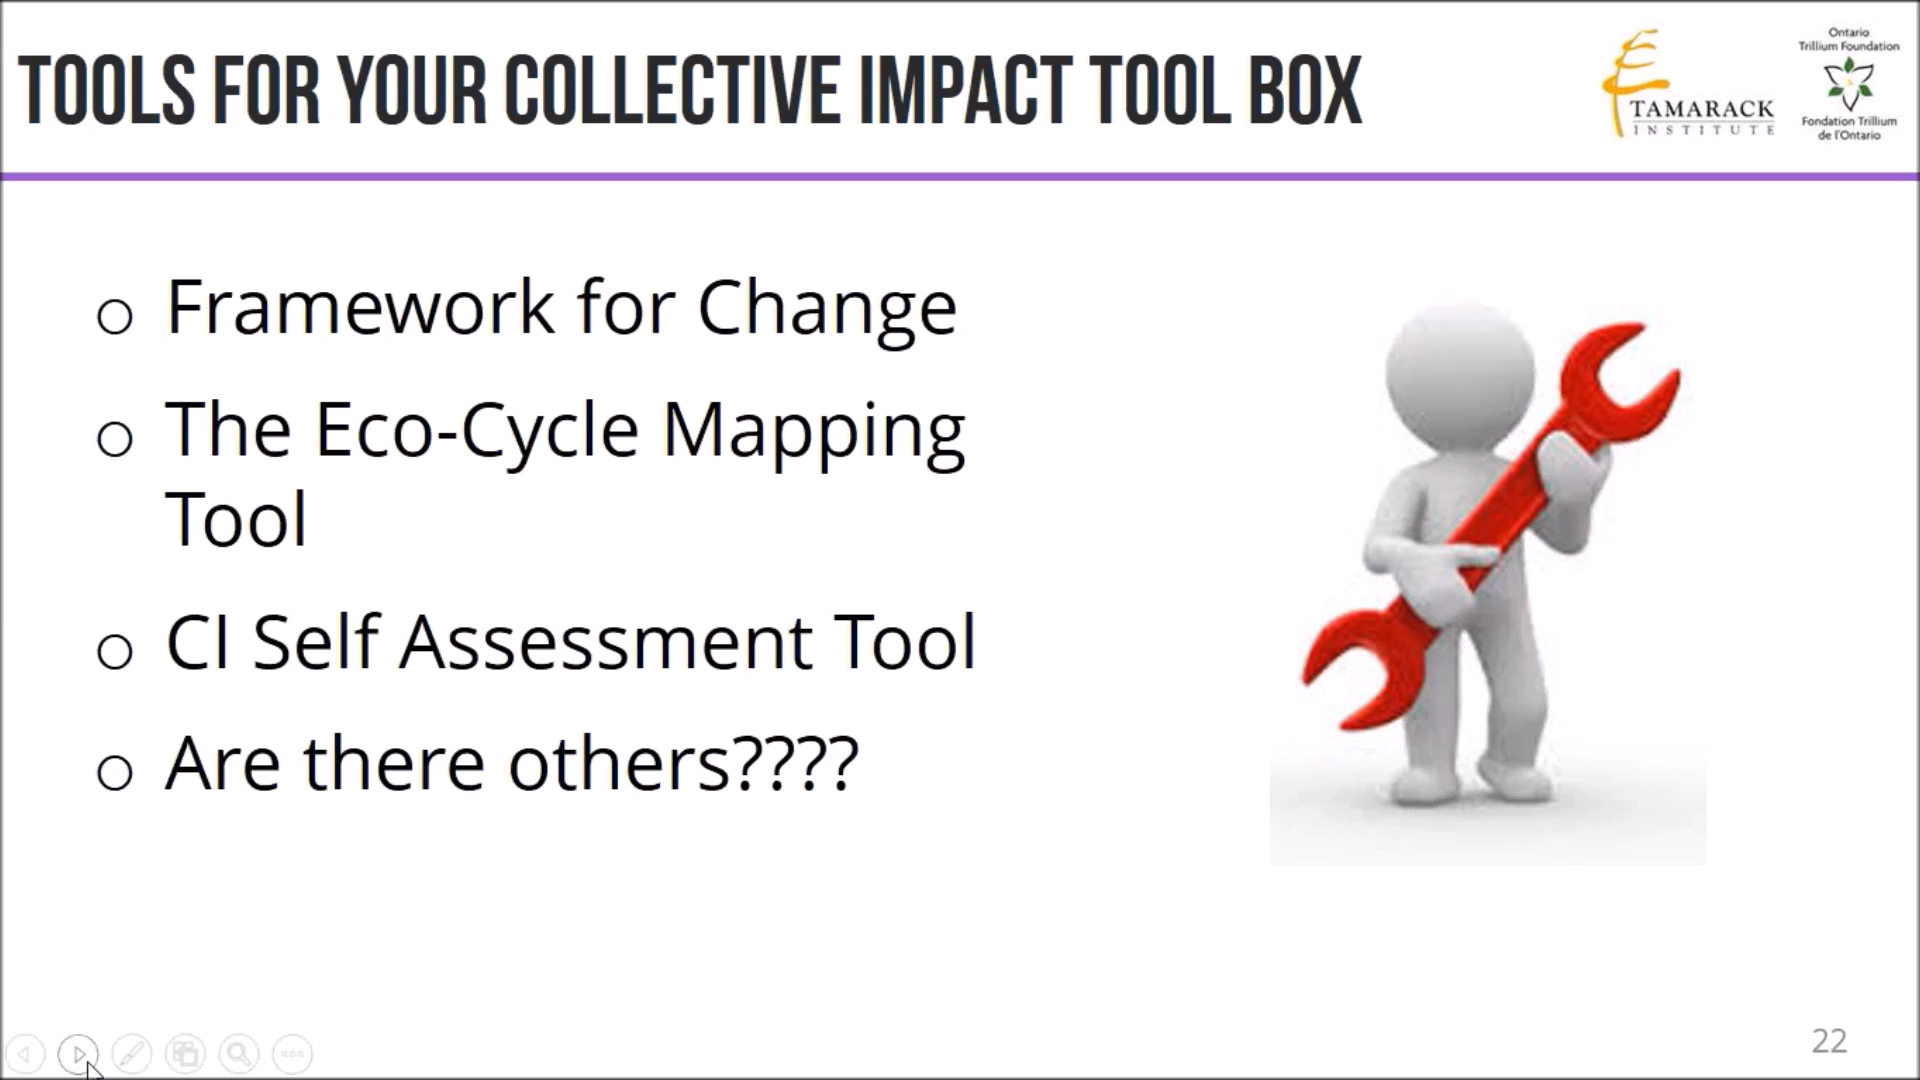 TOOLS FOR YOUR COLLECTIVE IMPACT TOOL BOX
TAMARACK
INSTITUTE
Ontario
Trillium Foundation
Fondation Trillium
de l'Ontario
Framework for Change
The Eco-Cycle Mapping
Tool
CI Self Assessment Tool
Are there others????
22